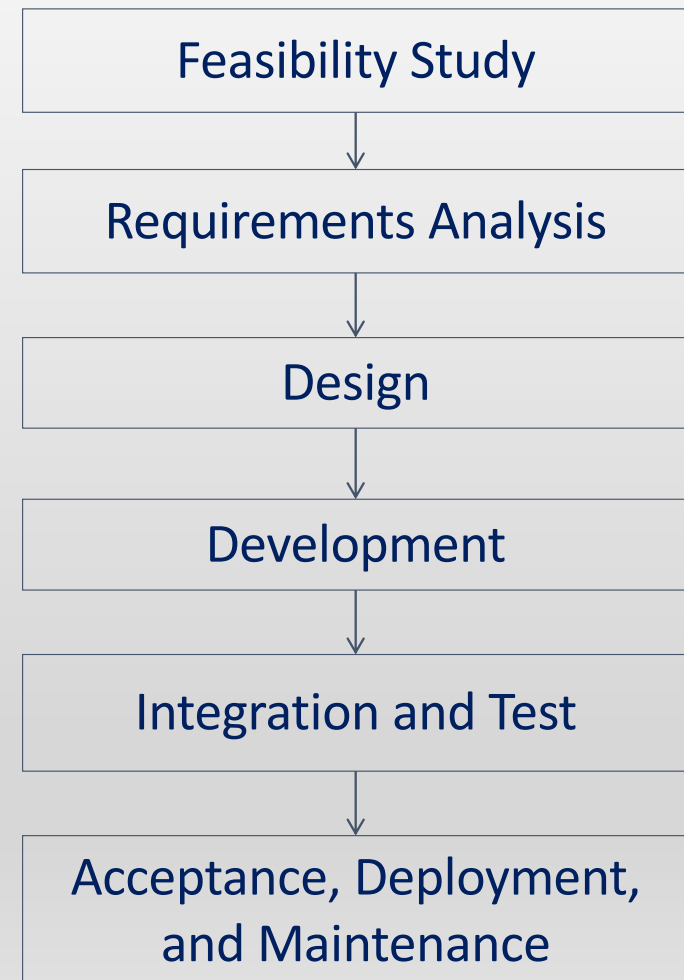 Feasibility Study
Requirements Analysis
Design
Development
Integration and Test
Acceptance, Deployment,
and Maintenance